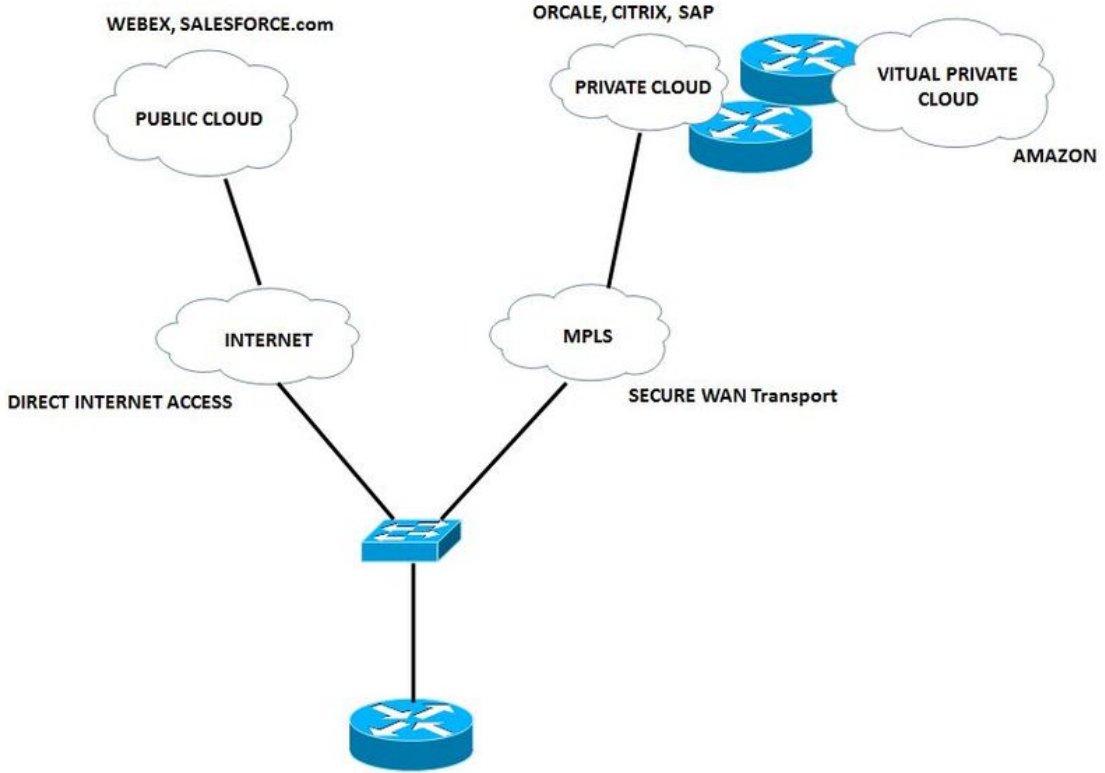 WEBEX, SALESFORCE.com
ORCALE, CITRIX, SAP
PUBLIC CLOUD
PRIVATE CLOUD
VITUAL PRIVATE
CLOUD
AMAZON
INTERNET
MPLS
DIRECT INTERNET ACCESS
SECURE WAN Transport